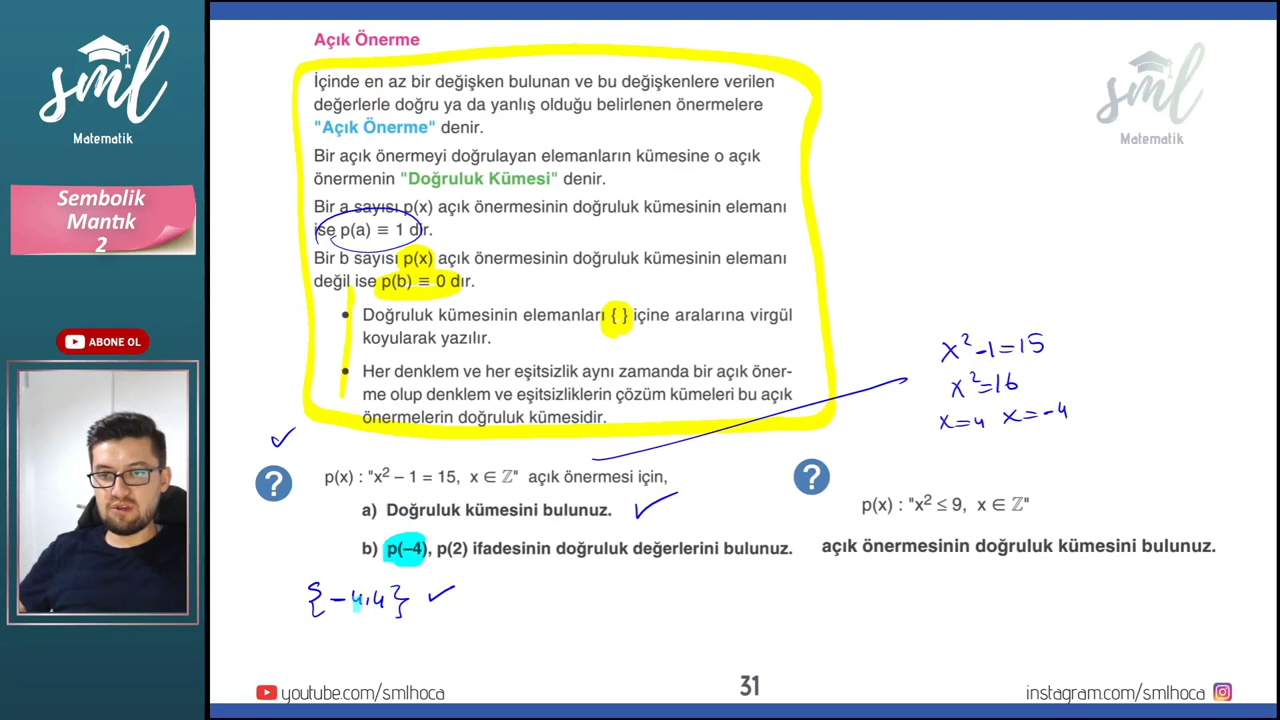 sml
Matematik
Sembolik
Mantık
2
ABONE OL
Açık Önerme
İçinde en az bir değişken bulunan ve bu değişkenlere verilen
değerlerle doğru ya da yanlış olduğu belirlenen önermelere
"Açık Önerme" denir.
Bir açık önermeyi doğrulayan elemanların kümesine o açık
önermenin "Doğruluk Kümesi" denir.
Bir a sayısı p(x) açık önermesinin doğruluk kümesinin elemanı
ise p(a) ≡ 1 dir.
Bir b sayısı p(x) açık önermesinin doğruluk kümesinin elemanı
değil ise p(b) ≡ 0 dır.
• Doğruluk kümesinin elemanları { } içine aralarına virgül
koyularak yazılır.
• Her denklem ve her eşitsizlik aynı zamanda bir açık öner-
me olup denklem ve eşitsizliklerin çözüm kümeleri bu açık
önermelerin doğruluk kümesidir.
sml
Matematik
x² -1=15
x²=16
x=4 x=-4
?
p(x) : "x² – 1 = 15, x ∈ ℤ" açık önermesi için,
a) Doğruluk kümesini bulunuz.
b) p(–4), p(2) ifadesinin doğruluk değerlerini bulunuz.
{-4,4}
?
p(x) : "x² ≤ 9, x ∈ ℤ"
açık önermesinin doğruluk kümesini bulunuz.
youtube.com/smlhoca
31
instagram.com/smlhoca